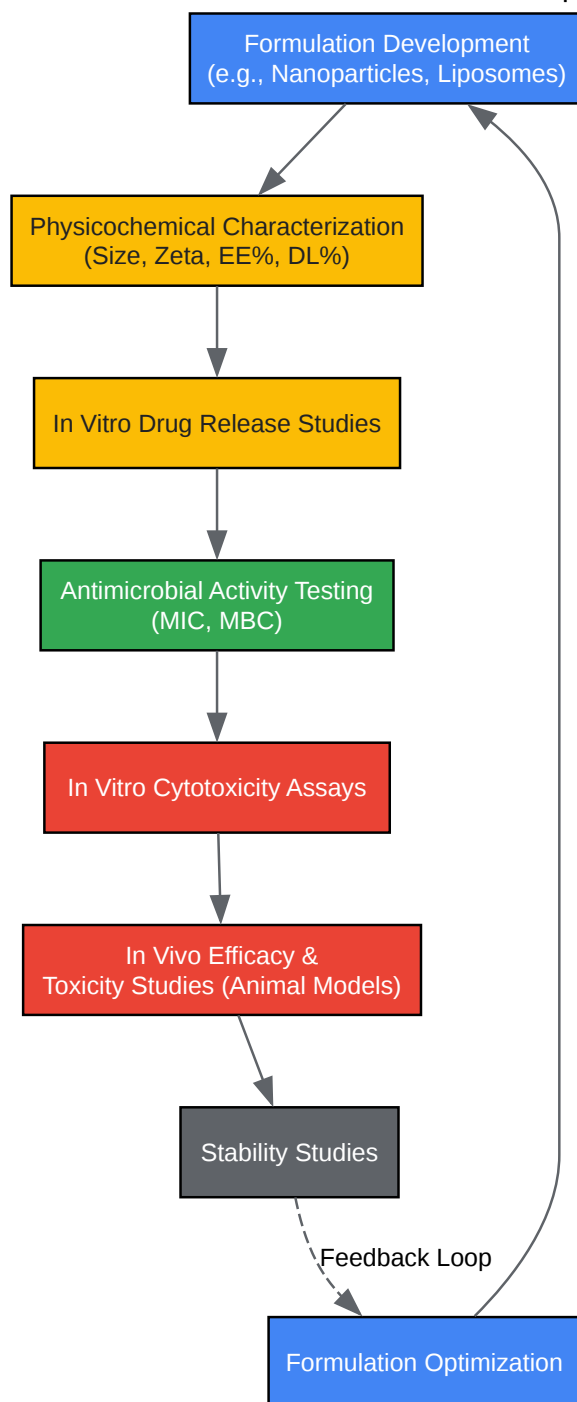 Formulation Development
(e.g., Nanoparticles, Liposomes)
Physicochemical Characterization
(Size, Zeta, EE%, DL%)
In Vitro Drug Release Studies
Antimicrobial Activity Testing
(MIC, MBC)
In Vitro Cytotoxicity Assays
In Vivo Efficacy &
Toxicity Studies (Animal Models)
Stability Studies
Feedback Loop
Formulation Optimization